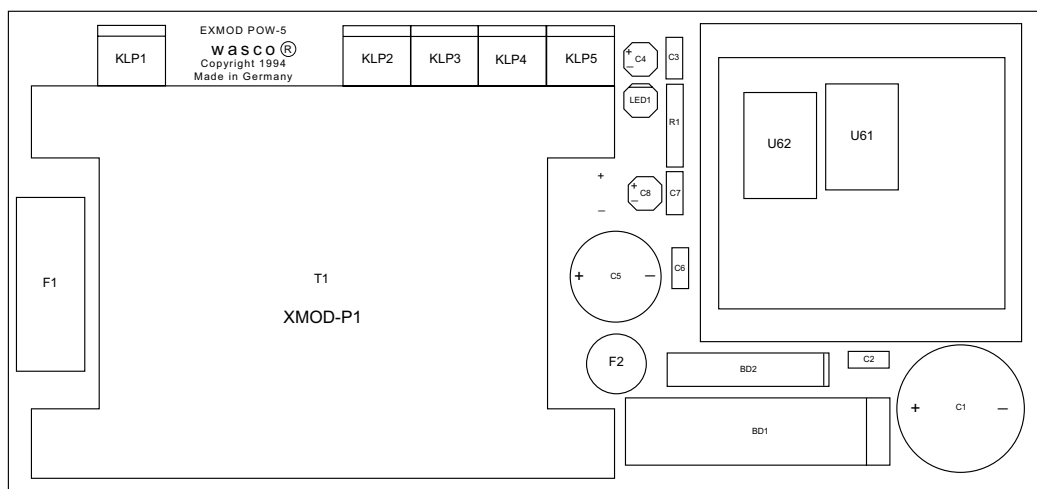 EXMOD POW-5
wasco®
Copyright 1994
Made in Germany
KLP1
KLP2
KLP3
KLP4
KLP5
+
–
C4
C3
LED1
R1
U62
U61
+
–
+
–
C8
C7
F1
T1
XMOD-P1
+
C5
–
C6
F2
BD2
C2
BD1
+
C1
–